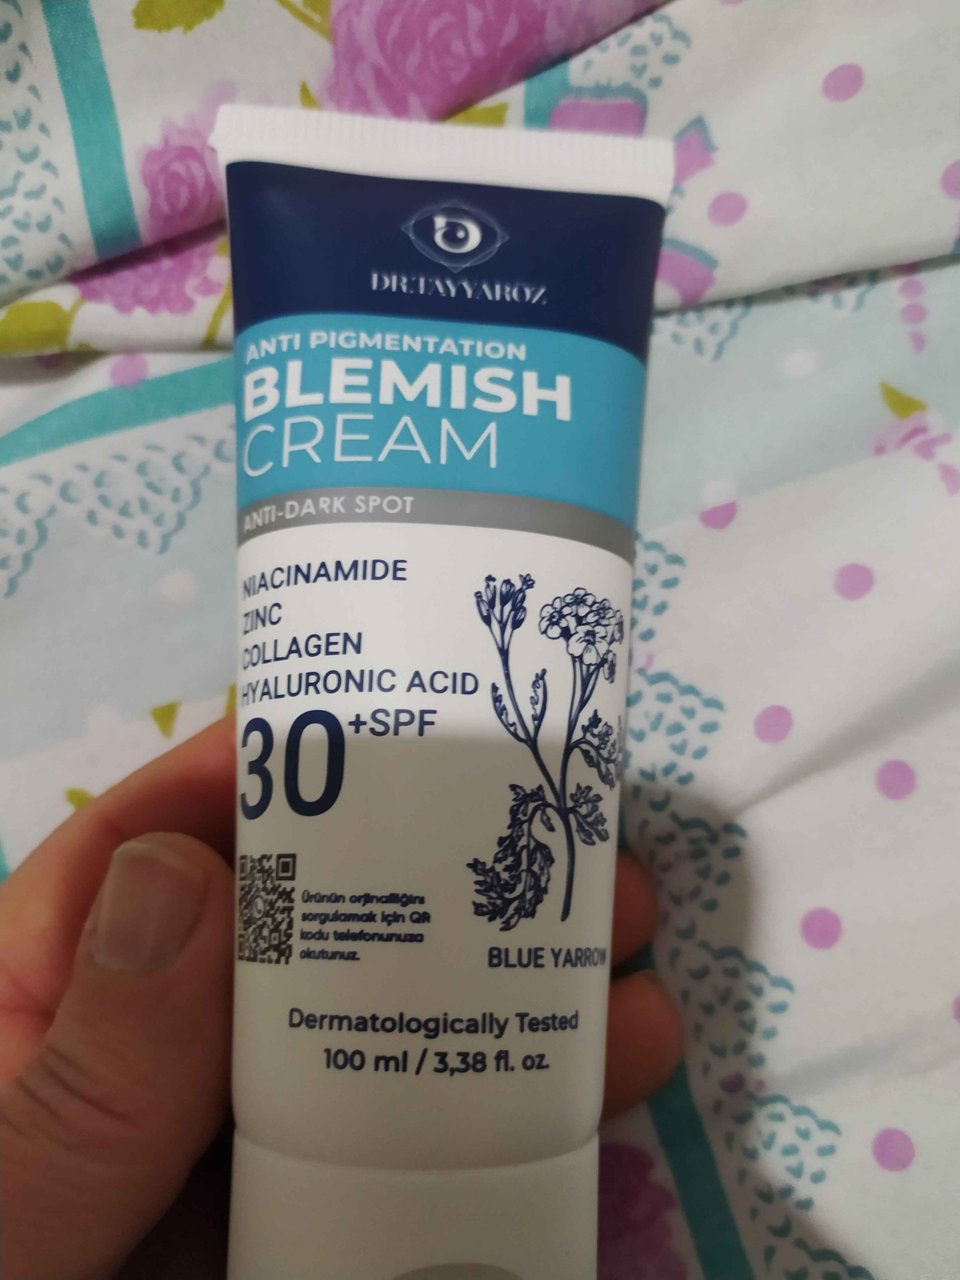 DR.TAYYAROZ
ANTI PIGMENTATION
BLEMISH
CREAM
ANTI-DARK SPOT
NIACINAMIDE
ZINC
COLLAGEN
HYALURONIC ACID
30+SPF
Ürünün orjinalliğini
sorgulamak için QR
kodu telefonunuza
okutunuz.
BLUE YARROW
Dermatologically Tested
100 ml / 3,38 fl. oz.